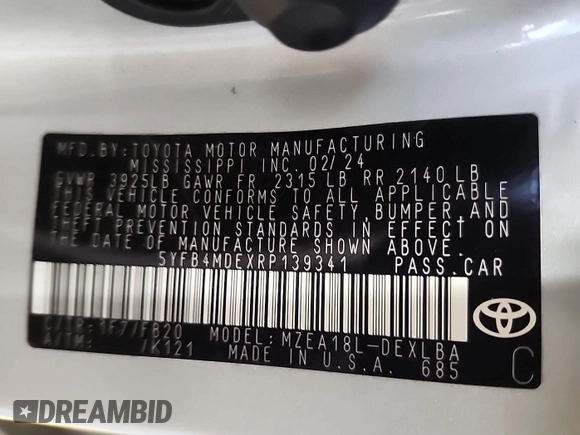 MFD. BY: TOYOTA MOTOR MANUFACTURING
MISSISSIPPI INC. 02/24
GVWR 3925LB GAWR FR 2315 LB RR 2140 LB
THIS VEHICLE CONFORMS TO ALL APPLICABLE
FEDERAL MOTOR VEHICLE SAFETY, BUMPER, AND
THEFT PREVENTION STANDARDS IN EFFECT ON
THE DATE OF MANUFACTURE SHOWN ABOVE.
5YFB4MDEXRP139341 PASS.CAR
C/TR: 1F7/FB20 MODEL: MZEA18L-DEXLBA
A/TM: /K121 MADE IN U.S.A. 685
C
DREAMBID